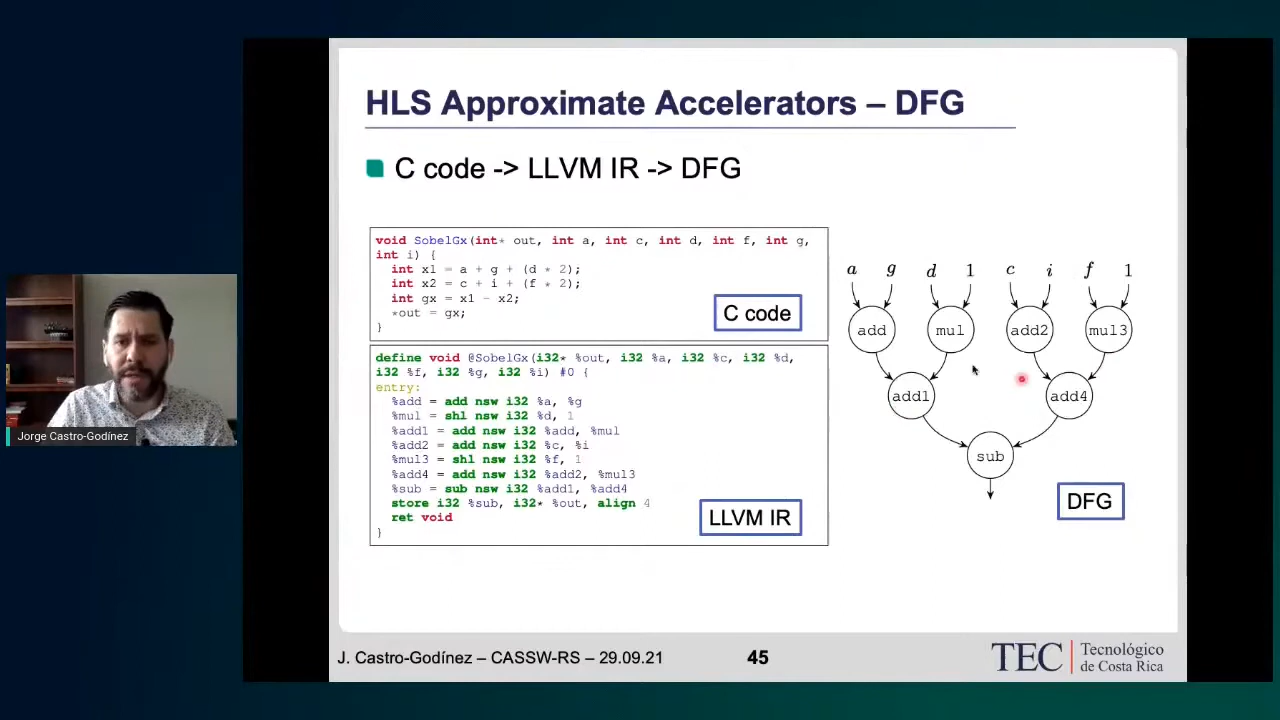 HLS Approximate Accelerators – DFG
C code -> LLVM IR -> DFG
void SobelGx(int* out, int a, int c, int d, int f, int g,
int i) {
int x1 = a + g + (d * 2);
int x2 = c + i + (f * 2);
int gx = x1 - x2;
*out = gx;
}
C code
define void @SobelGx(i32* %out, i32 %a, i32 %c, i32 %d,
i32 %f, i32 %g, i32 %i) #0 {
entry:
%add = add nsw i32 %a, %g
%mul = shl nsw i32 %d, 1
%add1 = add nsw i32 %add, %mul
%add2 = add nsw i32 %c, %i
%mul3 = shl nsw i32 %f, 1
%add4 = add nsw i32 %add2, %mul3
%sub = sub nsw i32 %add1, %add4
store i32 %sub, i32* %out, align 4
ret void
}
LLVM IR
a g d 1 c i f 1
add mul add2 mul3
add1 add4
sub
DFG
Jorge Castro-Godínez
J. Castro-Godínez – CASSW-RS – 29.09.21
45
TEC
Tecnológico
de Costa Rica